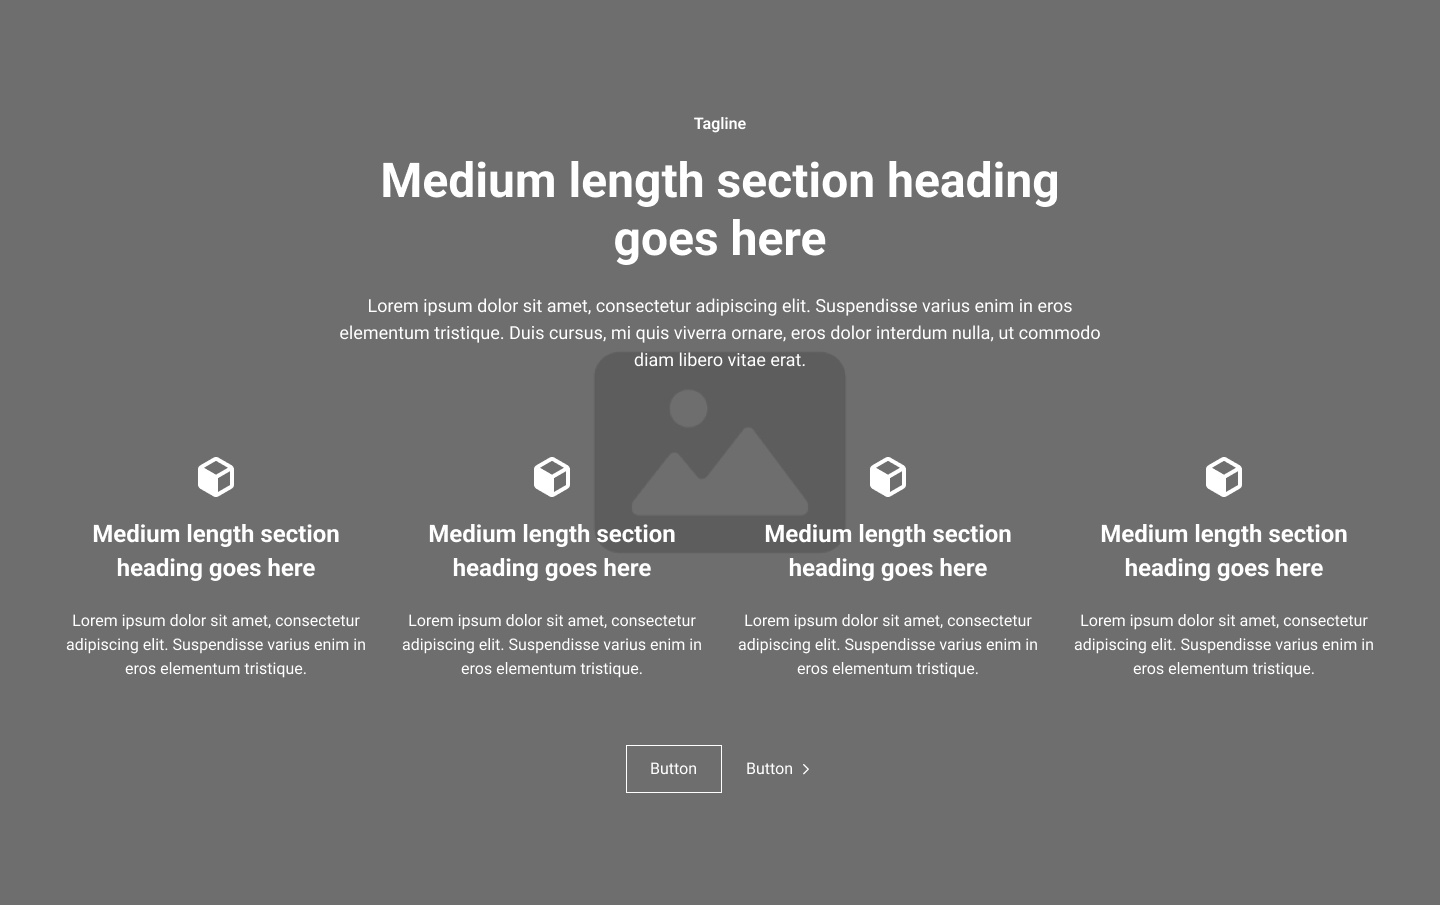 Tagline
Medium length section heading
goes here
Lorem ipsum dolor sit amet, consectetur adipiscing elit. Suspendisse varius enim in eros
elementum tristique. Duis cursus, mi quis viverra ornare, eros dolor interdum nulla, ut commodo
diam libero vitae erat.
Medium length section
heading goes here
Lorem ipsum dolor sit amet, consectetur
adipiscing elit. Suspendisse varius enim in
eros elementum tristique.
Medium length section
heading goes here
Lorem ipsum dolor sit amet, consectetur
adipiscing elit. Suspendisse varius enim in
eros elementum tristique.
Medium length section
heading goes here
Lorem ipsum dolor sit amet, consectetur
adipiscing elit. Suspendisse varius enim in
eros elementum tristique.
Medium length section
heading goes here
Lorem ipsum dolor sit amet, consectetur
adipiscing elit. Suspendisse varius enim in
eros elementum tristique.
Button
Button